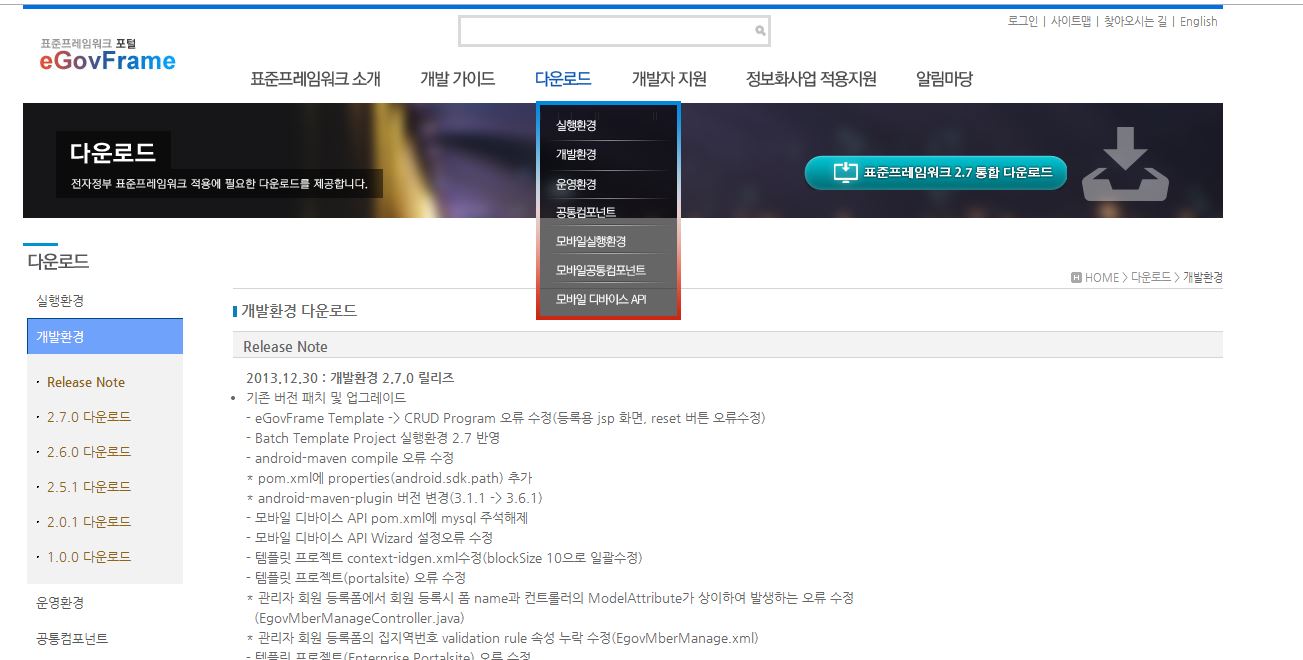 로그인 | 사이트맵 | 찾아오시는 길 | English
표준프레임워크 포털
eGovFrame
표준프레임워크 소개 개발 가이드 다운로드 개발자 지원 정보화사업 적용지원 알림마당
실행환경
개발환경
운영환경
공통컴포넌트
모바일실행환경
모바일공통컴포넌트
모바일 디바이스 API
다운로드
전자정부 표준프레임워크 적용에 필요한 다운로드를 제공합니다.
표준프레임워크 2.7 통합 다운로드
다운로드
실행환경
개발환경
· Release Note
· 2.7.0 다운로드
· 2.6.0 다운로드
· 2.5.1 다운로드
· 2.0.1 다운로드
· 1.0.0 다운로드
운영환경
공통컴포넌트
H HOME > 다운로드 > 개발환경
개발환경 다운로드
Release Note
2013.12.30 : 개발환경 2.7.0 릴리즈
• 기존 버전 패치 및 업그레이드
- eGovFrame Template -> CRUD Program 오류 수정(등록용 jsp 화면, reset 버튼 오류수정)
- Batch Template Project 실행환경 2.7 반영
- android-maven compile 오류 수정
* pom.xml에 properties(android.sdk.path) 추가
* android-maven-plugin 버전 변경(3.1.1 -> 3.6.1)
- 모바일 디바이스 API pom.xml에 mysql 주석해제
- 모바일 디바이스 API Wizard 설정오류 수정
- 템플릿 프로젝트 context-idgen.xml수정(blockSize 10으로 일괄수정)
- 템플릿 프로젝트(portalsite) 오류 수정
* 관리자 회원 등록폼에서 회원 등록시 폼 name과 컨트롤러의 ModelAttribute가 상이하여 발생하는 오류 수정
(EgovMberManageController.java)
* 관리자 회원 등록폼의 집지역번호 validation rule 속성 누락 수정(EgovMberManage.xml)
- 템플릿 프로젝트(Enterprise Portalsite) 오류 수정